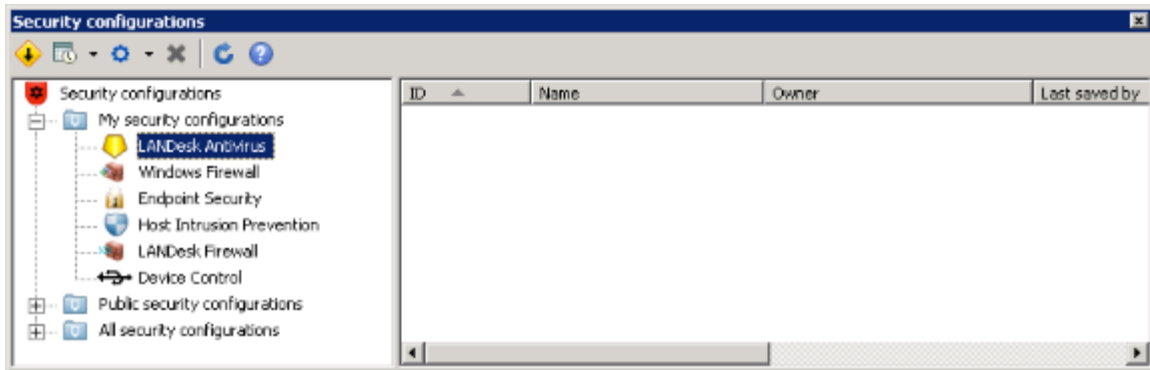 Security configurations
Security configurations
My security configurations
LANDesk Antivirus
Windows Firewall
Endpoint Security
Host Intrusion Prevention
LANDesk Firewall
Device Control
Public security configurations
All security configurations
ID Name Owner Last saved by